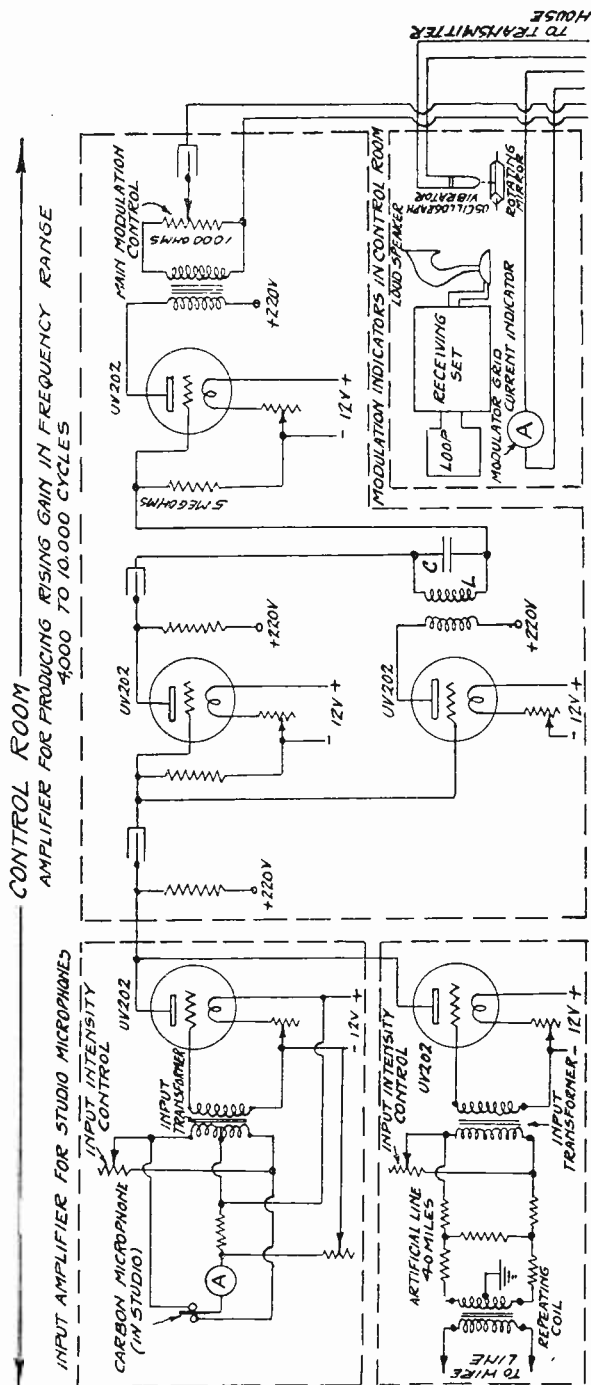 CONTROL ROOM
INPUT AMPLIFIER FOR STUDIO MICROPHONES
INPUT INTENSITY
CONTROL
CARBON MICROPHONE
(IN STUDIO)
A
INPUT
TRANSFORMER
UV202
- 12V +
+220V
AMPLIFIER FOR PRODUCING RISING GAIN IN FREQUENCY RANGE
4,000 TO 10.000 CYCLES
UV202
- 12V +
+220V
5 MEGOHMS
UV202
- 12V +
+220V
MAIN MODULATION
CONTROL
1000 OHMS
UV202
- 12V +
+220V
C
L
TO WIRE
LINE
REPEATING
COIL
ARTIFICIAL LINE
40 MILES
INPUT INTENSITY
CONTROL
INPUT
TRANSFORMER
UV202
- 12V +
MODULATION INDICATORS IN CONTROL ROOM
LOOP
RECEIVING
SET
LOUD SPEAKER
OSCILLOGRAPH
VIBRATOR
ROTATING
MIRROR
MODULATOR GRID
CURRENT INDICATOR
A
TO TRANSMITTER
HOUSE